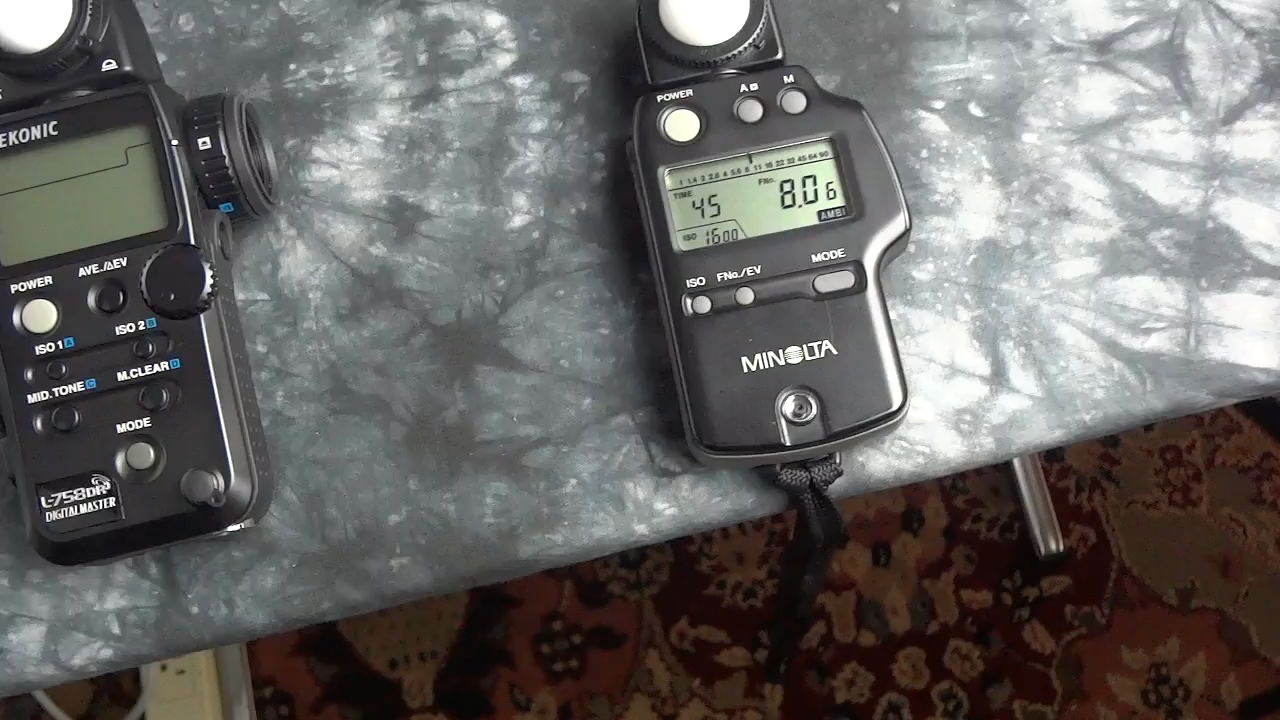 EKONIC
POWER
AVE./ΔEV
ISO 1 A
ISO 2 B
MID.TONE C
M.CLEAR D
MODE
L-758DR
DIGITALMASTER
POWER
A
M
1 1.4 2 2.8 4 5.6 8 11 16 22 32 45 64 90
TIME
FNo.
45
8.0 6
AMBI
ISO 1600
ISO FNo./EV MODE
MINOLTA